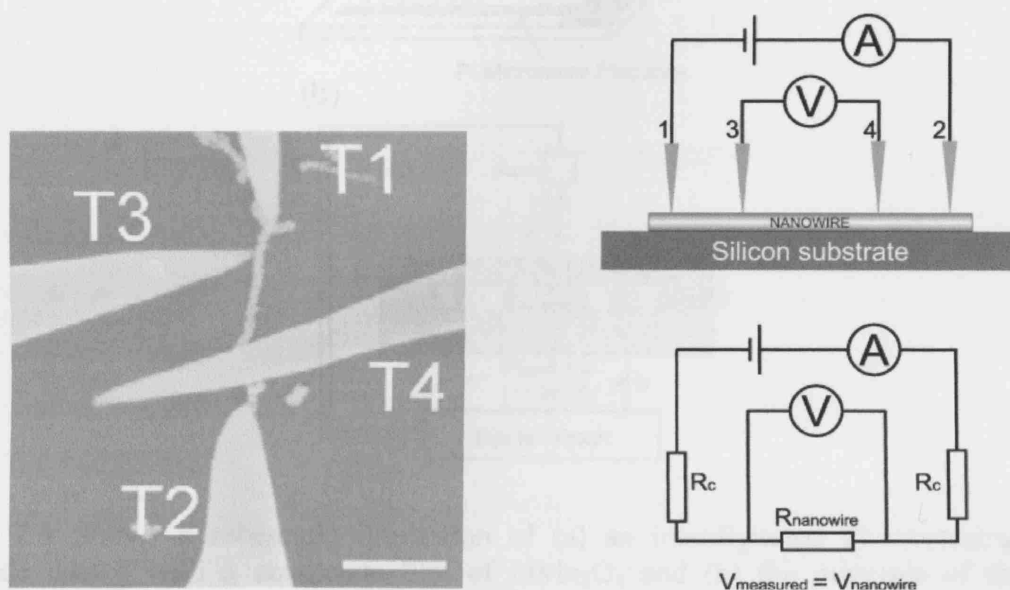 T1
T3
T4
T2
A
V
1 3 4 2
NANOWIRE
Silicon substrate
A
V
Rc Rc
Rnanowire
Vmeasured = Vnanowire